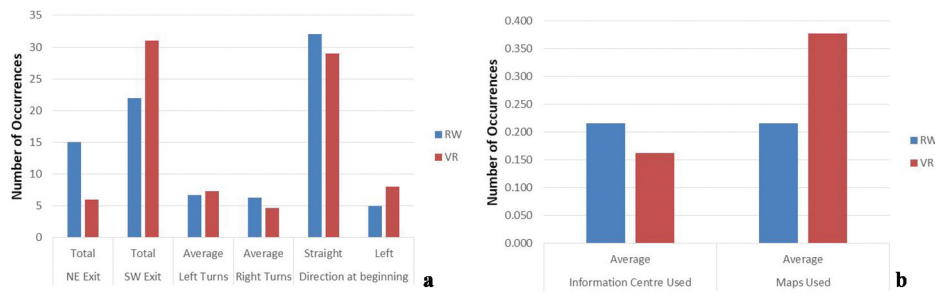 Number of Occurrences
35
30
25
20
15
10
5
0
Total Total Average Average Straight Left
NE Exit SW Exit Left Turns Right Turns Direction at beginning
RW
VR
a
Number of Occurrences
0.400
0.350
0.300
0.250
0.200
0.150
0.100
0.050
0.000
Average Average
Information Centre Used Maps Used
RW
VR
b